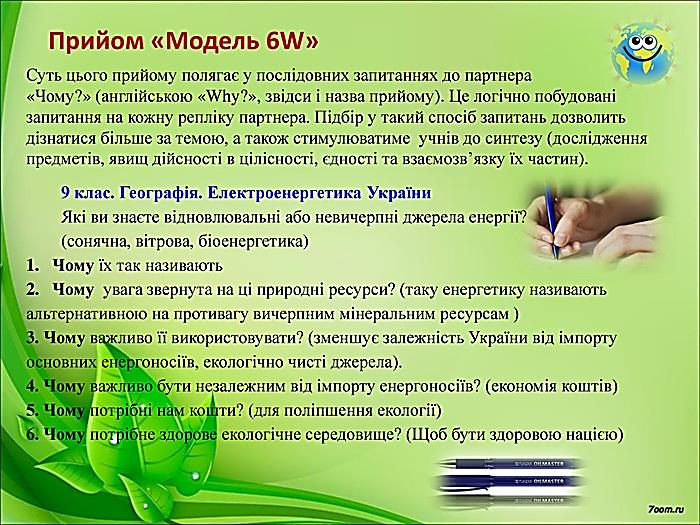 Прийом «Модель 6W»
Суть цього прийому полягає у послідовних запитаннях до партнера
«Чому?» (англійською «Why?», звідси і назва прийому). Це логічно побудовані
запитання на кожну репліку партнера. Підбір у такий спосіб запитань дозволить
дізнатися більше за темою, а також стимулюватиме учнів до синтезу (дослідження
предметів, явищ дійсності в цілісності, єдності та взаємозв’язку їх частин).
9 клас. Географія. Електроенергетика України
Які ви знаєте відновлювальні або невичерпні джерела енергії?
(сонячна, вітрова, біоенергетика)
1. Чому їх так називають
2. Чому увага звернута на ці природні ресурси? (таку енергетику називають
альтернативною на противагу вичерпним мінеральним ресурсам )
3. Чому важливо її використовувати? (зменшує залежність України від імпорту
основних енергоносіїв, екологічно чисті джерела).
4. Чому важливо бути незалежним від імпорту енергоносіїв? (економія коштів)
5. Чому потрібні нам кошти? (для поліпшення екології)
6. Чому потрібне здорове екологічне середовище? (Щоб бути здоровою нацією)
OILMASTER
OILMASTER
7oom.ru